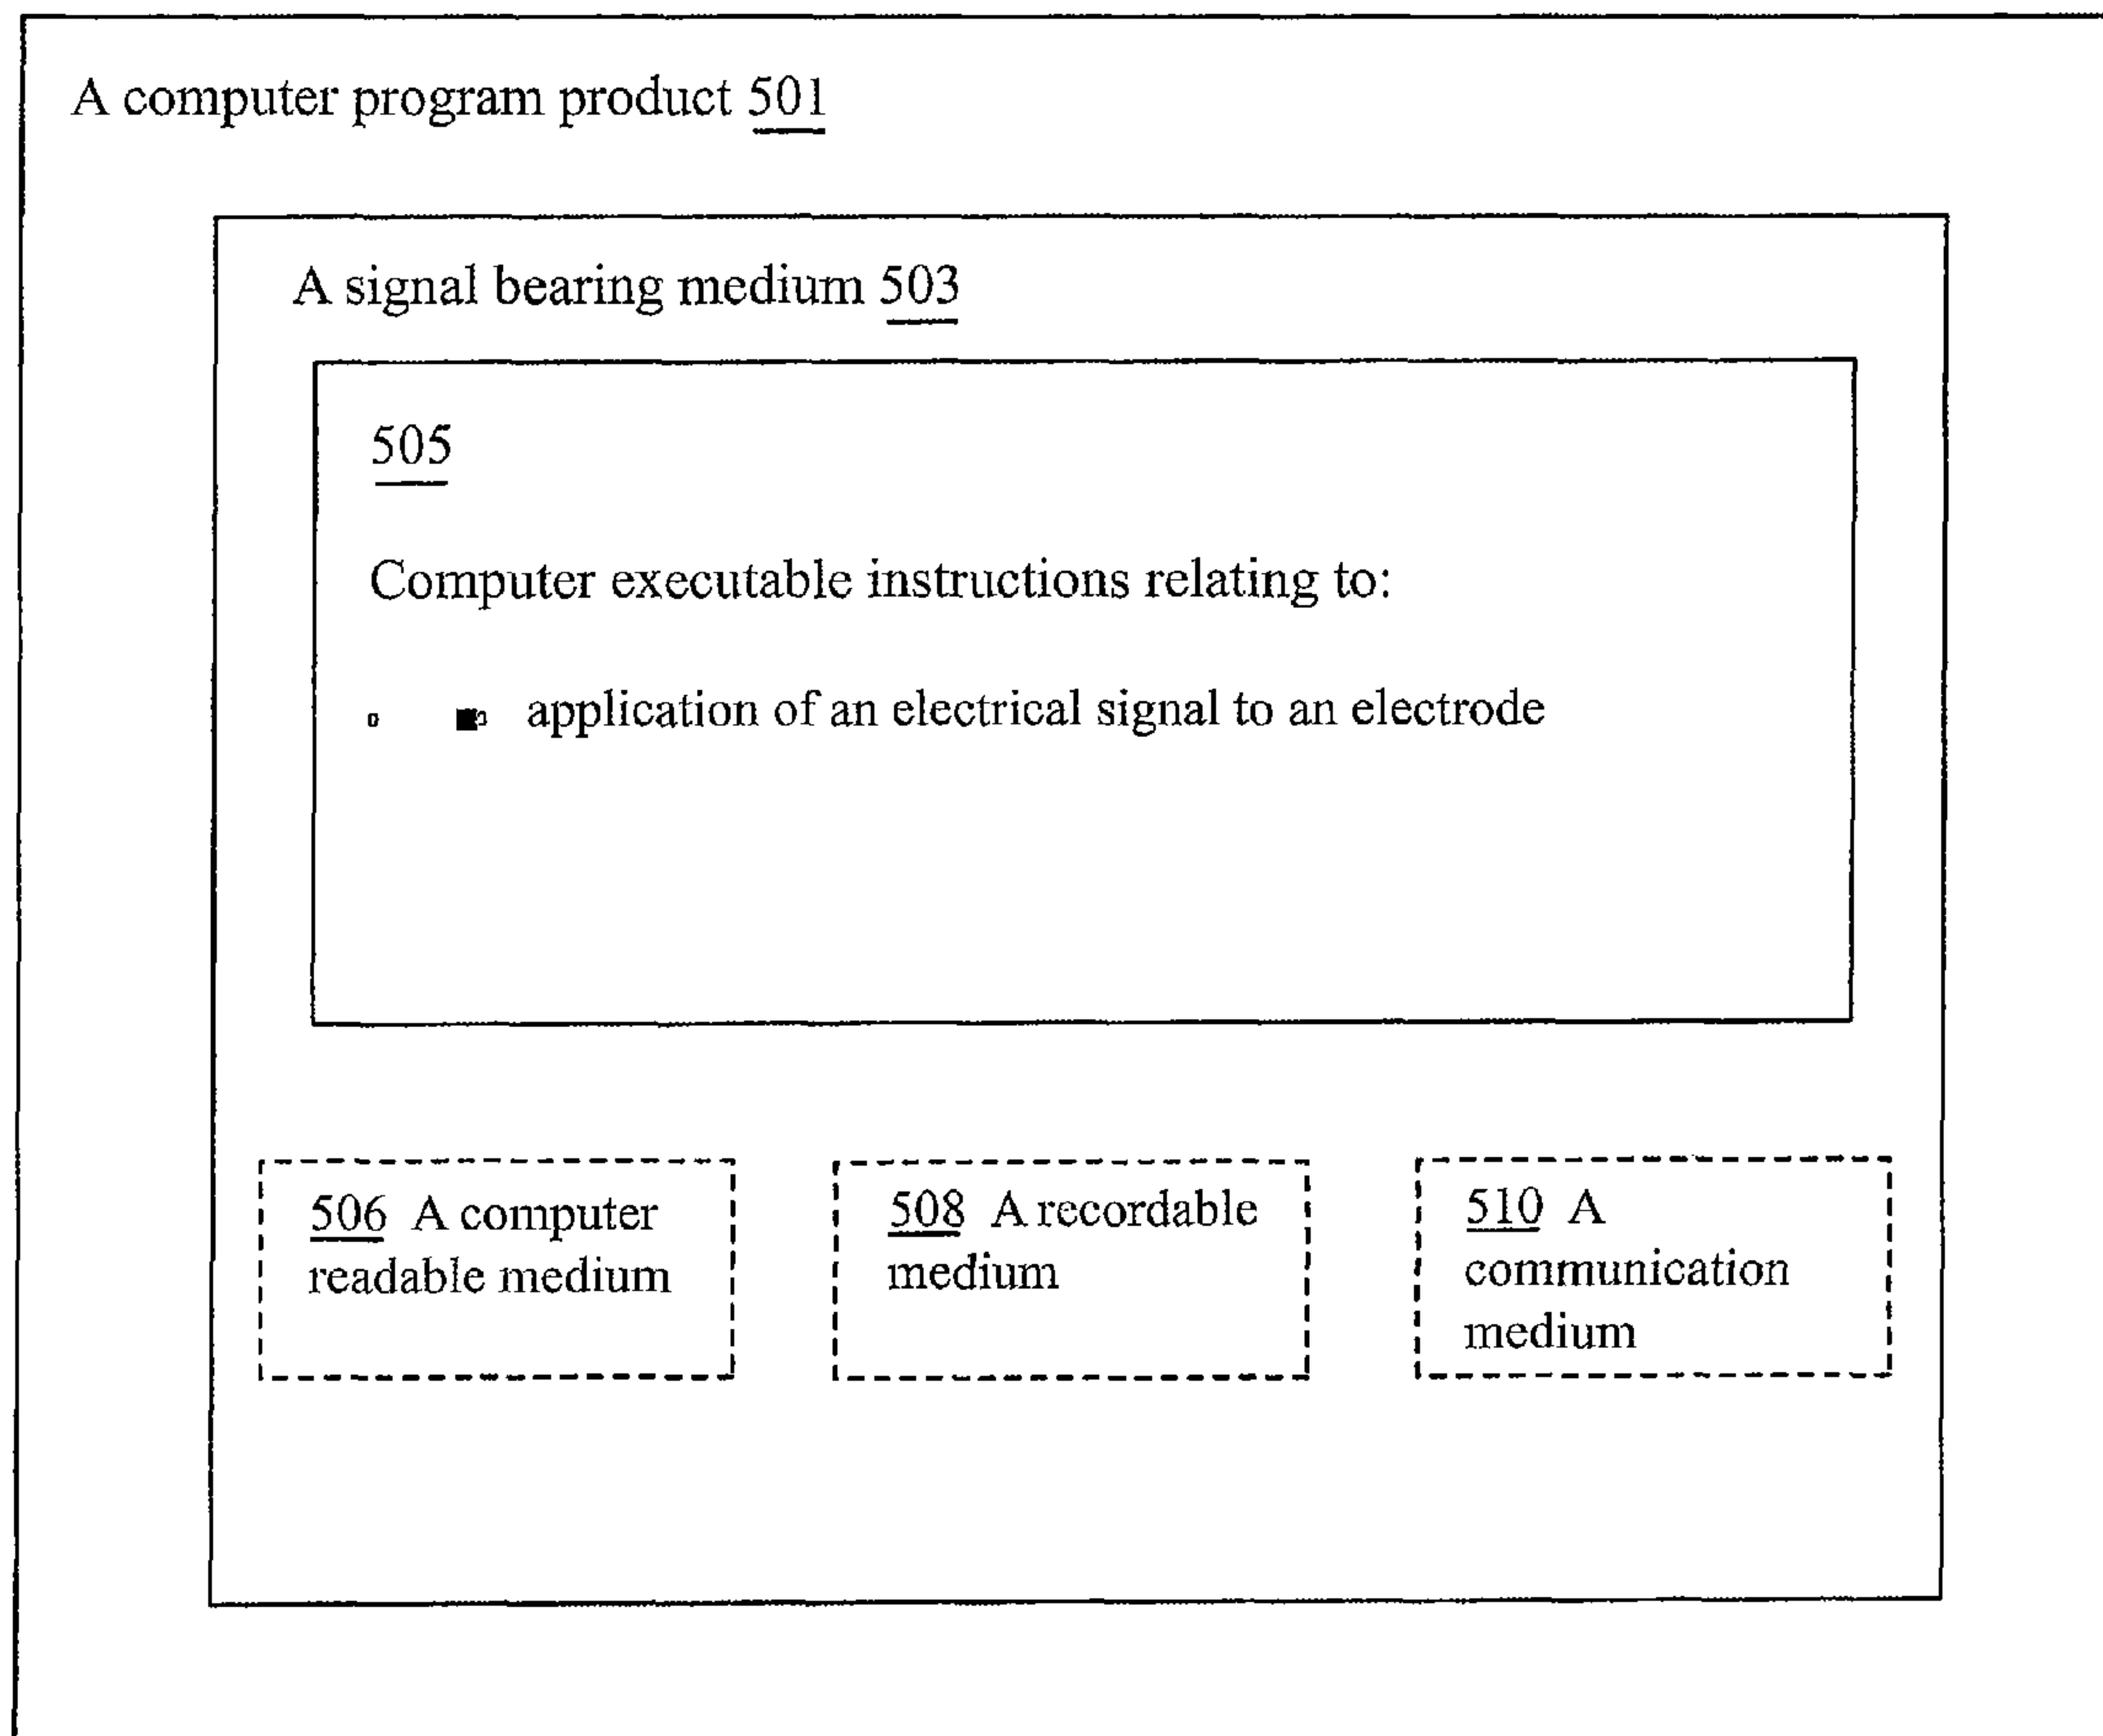 A computer program product 501
A signal bearing medium 503
505
Computer executable instructions relating to:
■ application of an electrical signal to an electrode
506 A computer
readable medium
508 A recordable
medium
510 A
communication
medium